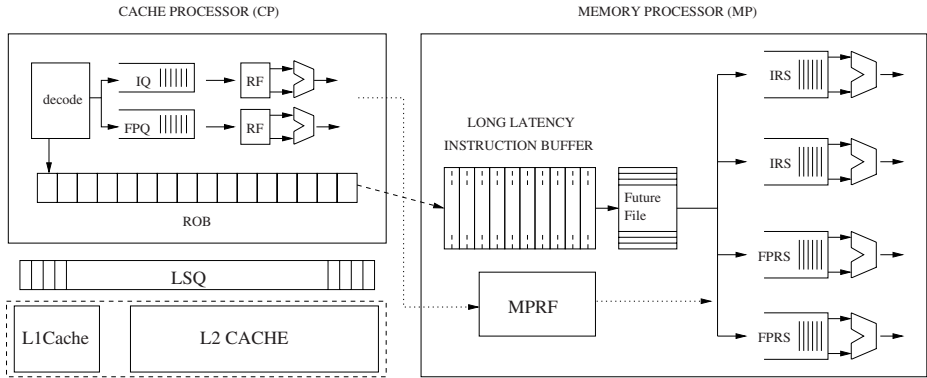 CACHE PROCESSOR (CP)
MEMORY PROCESSOR (MP)
decode
IQ
RF
FPQ
RF
ROB
LSQ
L1Cache
L2 CACHE
LONG LATENCY
INSTRUCTION BUFFER
Future
File
MPRF
IRS
IRS
FPRS
FPRS